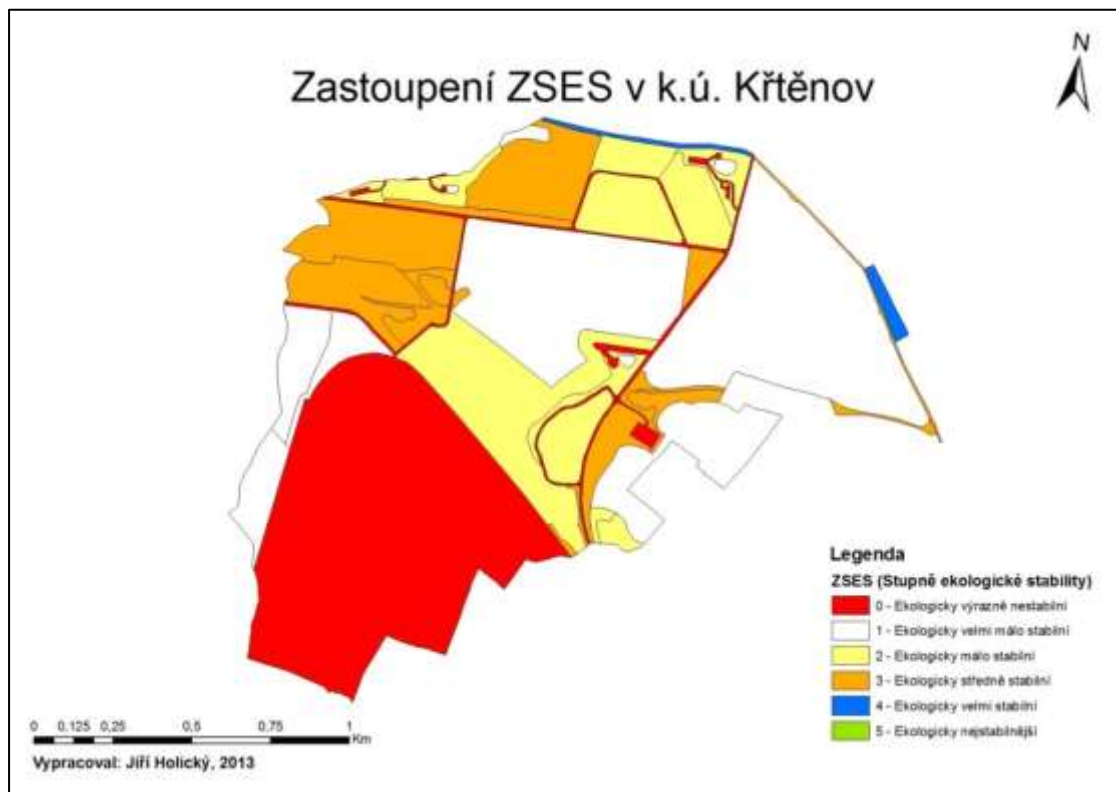 N
Zastoupení ZSES v k.ú. Křtěnov
Legenda
ZSES (Stupně ekologické stability)
0 - Ekologicky výrazně nestabilní
1 - Ekologicky velmi málo stabilní
2 - Ekologicky málo stabilní
3 - Ekologicky středně stabilní
4 - Ekologicky velmi stabilní
5 - Ekologicky nejstabilnější
0 0,125 0,25 0,5 0,75 1
Km
Vypracoval: Jiří Holický, 2013